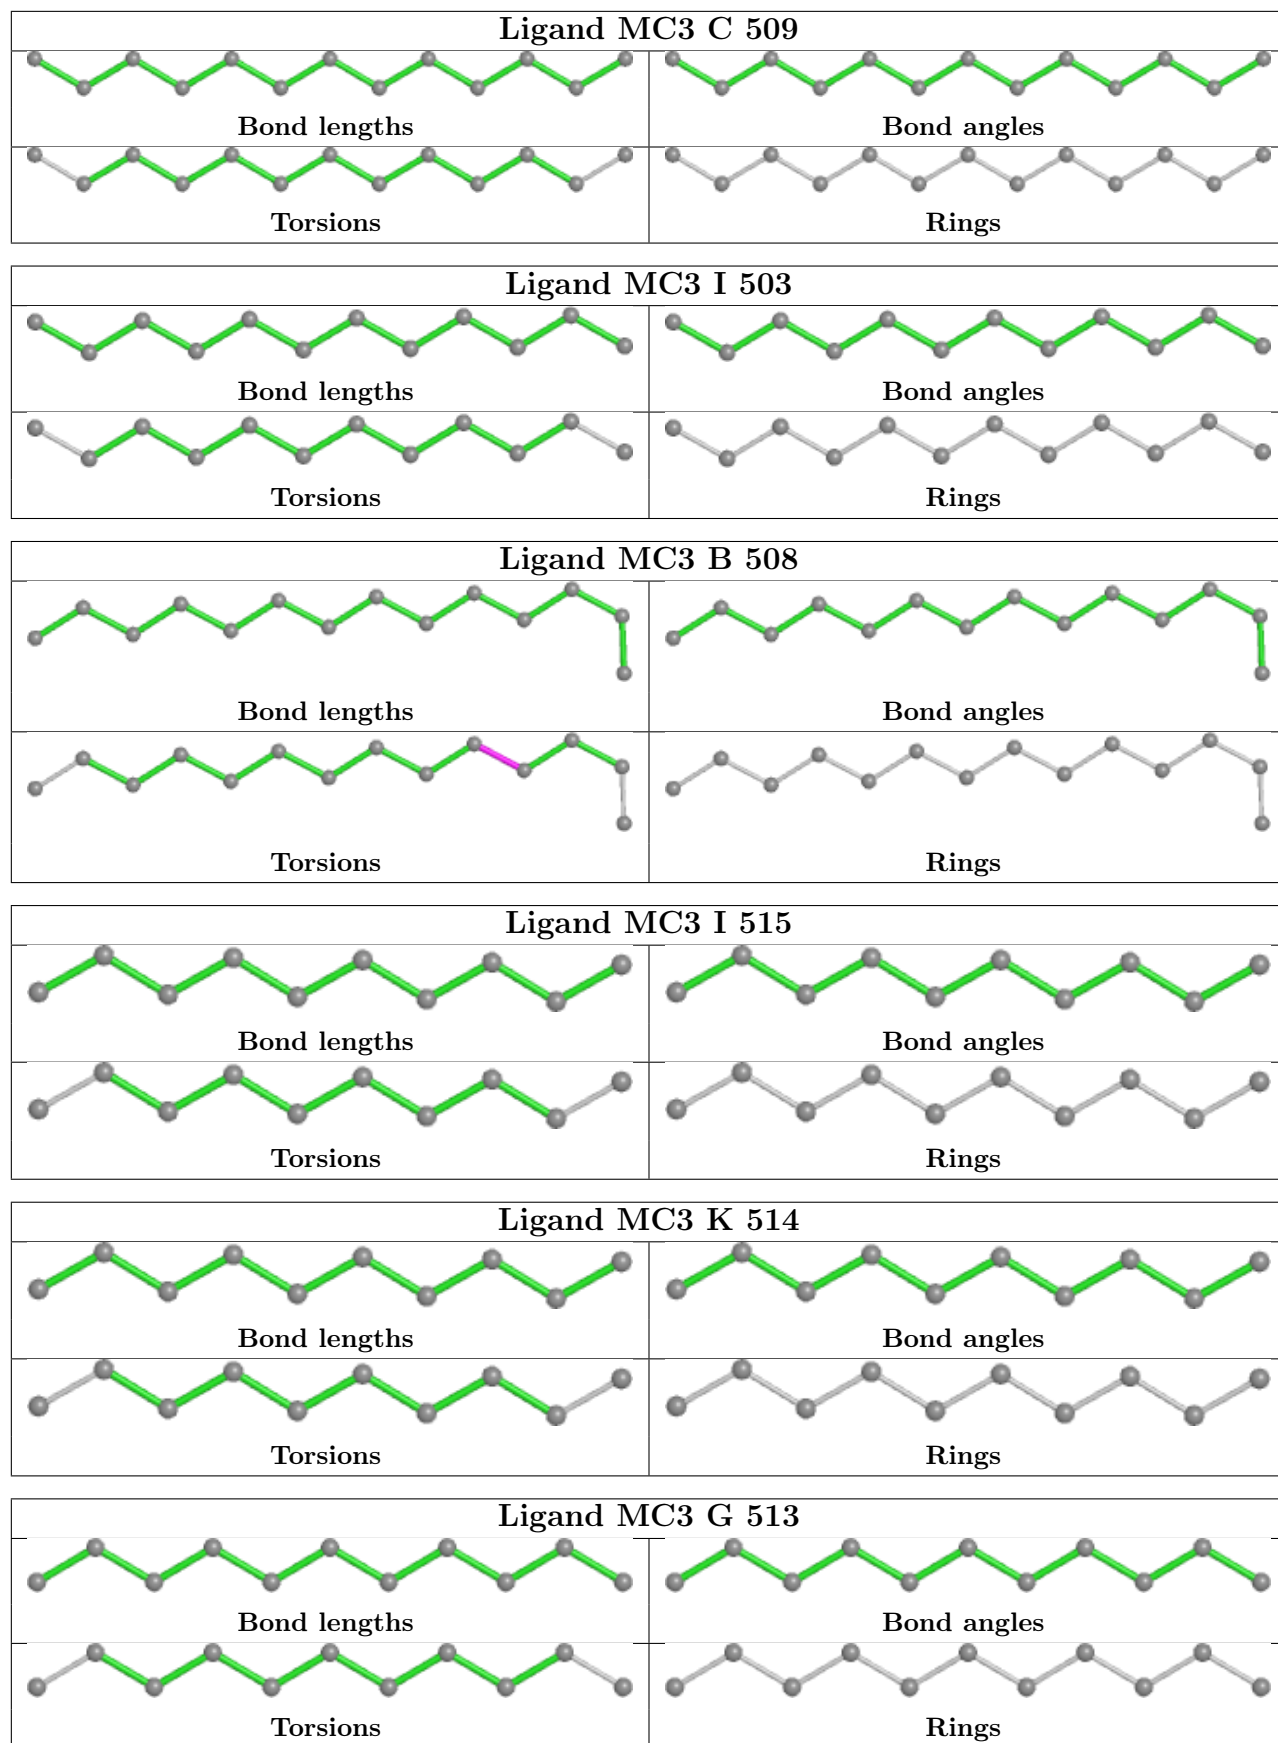 Ligand MC3 C 509
Bond lengths
Bond angles
Torsions
Rings
Ligand MC3 I 503
Bond lengths
Bond angles
Torsions
Rings
Ligand MC3 B 508
Bond lengths
Bond angles
Torsions
Rings
Ligand MC3 I 515
Bond lengths
Bond angles
Torsions
Rings
Ligand MC3 K 514
Bond lengths
Bond angles
Torsions
Rings
Ligand MC3 G 513
Bond lengths
Bond angles
Torsions
Rings